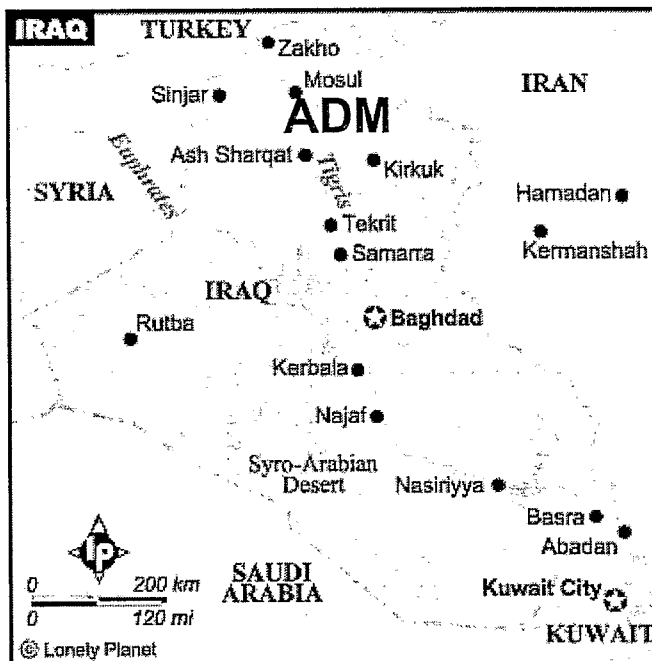 IRAQ
TURKEY
Zakho
Mosul
Sinjar
IRAN
ADM
Euphrates
Ash Sharqat
Tigris
Kirkuk
SYRIA
Hamadan
Tekrit
Kermanshah
Samarra
IRAQ
Rutba
Baghdad
Kerbala
Najaf
Syro-Arabian
Desert
Nasiriyya
Basra
Abadan
LP
0 200 km
0 120 mi
SAUDI
ARABIA
Kuwait City
KUWAIT
© Lonely Planet